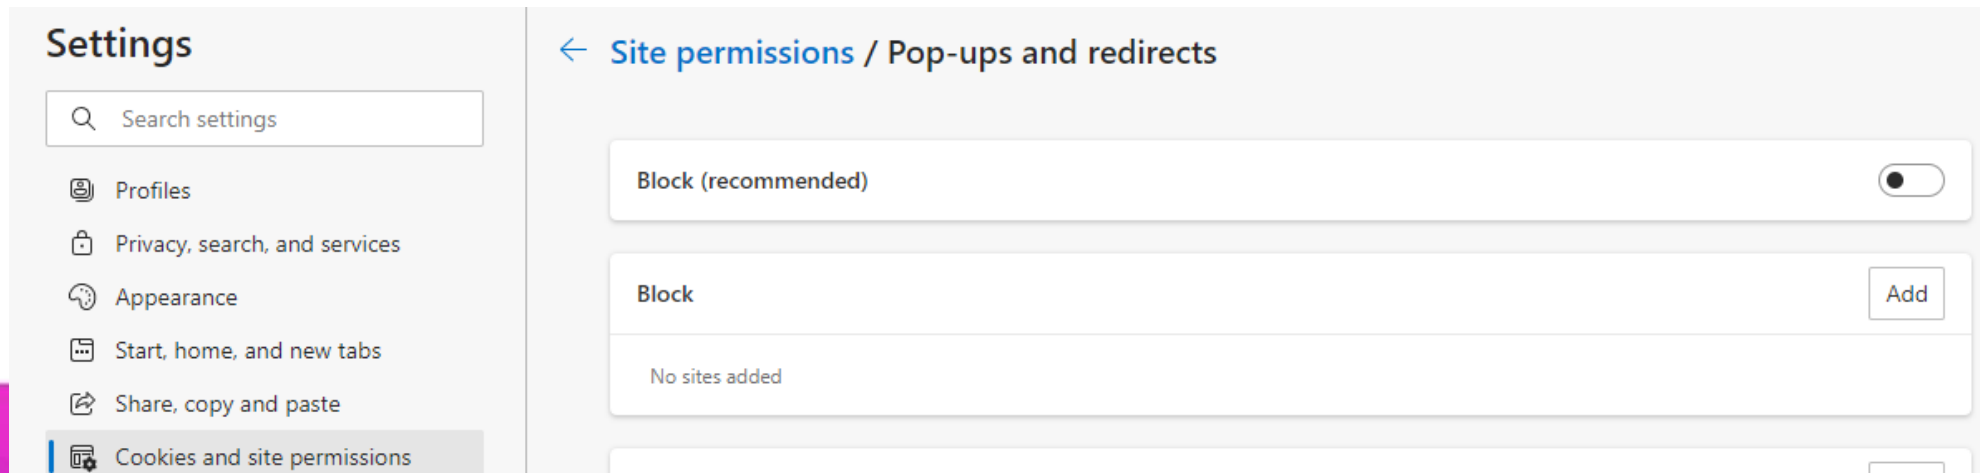 Settings
Search settings
Profiles
Privacy, search, and services
Appearance
Start, home, and new tabs
Share, copy and paste
Cookies and site permissions
Site permissions / Pop-ups and redirects
Block (recommended)
Block
Add
No sites added